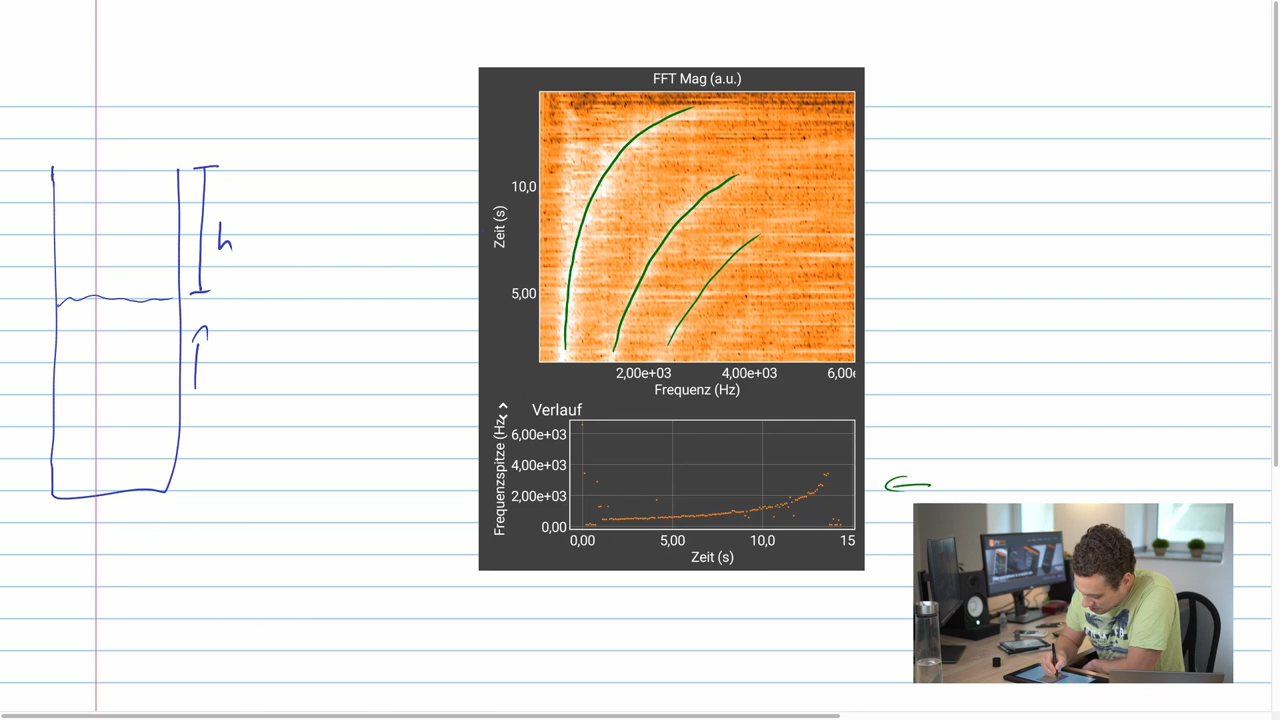 h
FFT Mag (a.u.)
Zeit (s)
10,0
5,00
2,00e+03 4,00e+03 6,00e
Frequenz (Hz)
Verlauf
Frequenzspitze (Hz
6,00e+03
4,00e+03
2,00e+03
0,00
0,00 5,00 10,0 15
Zeit (s)